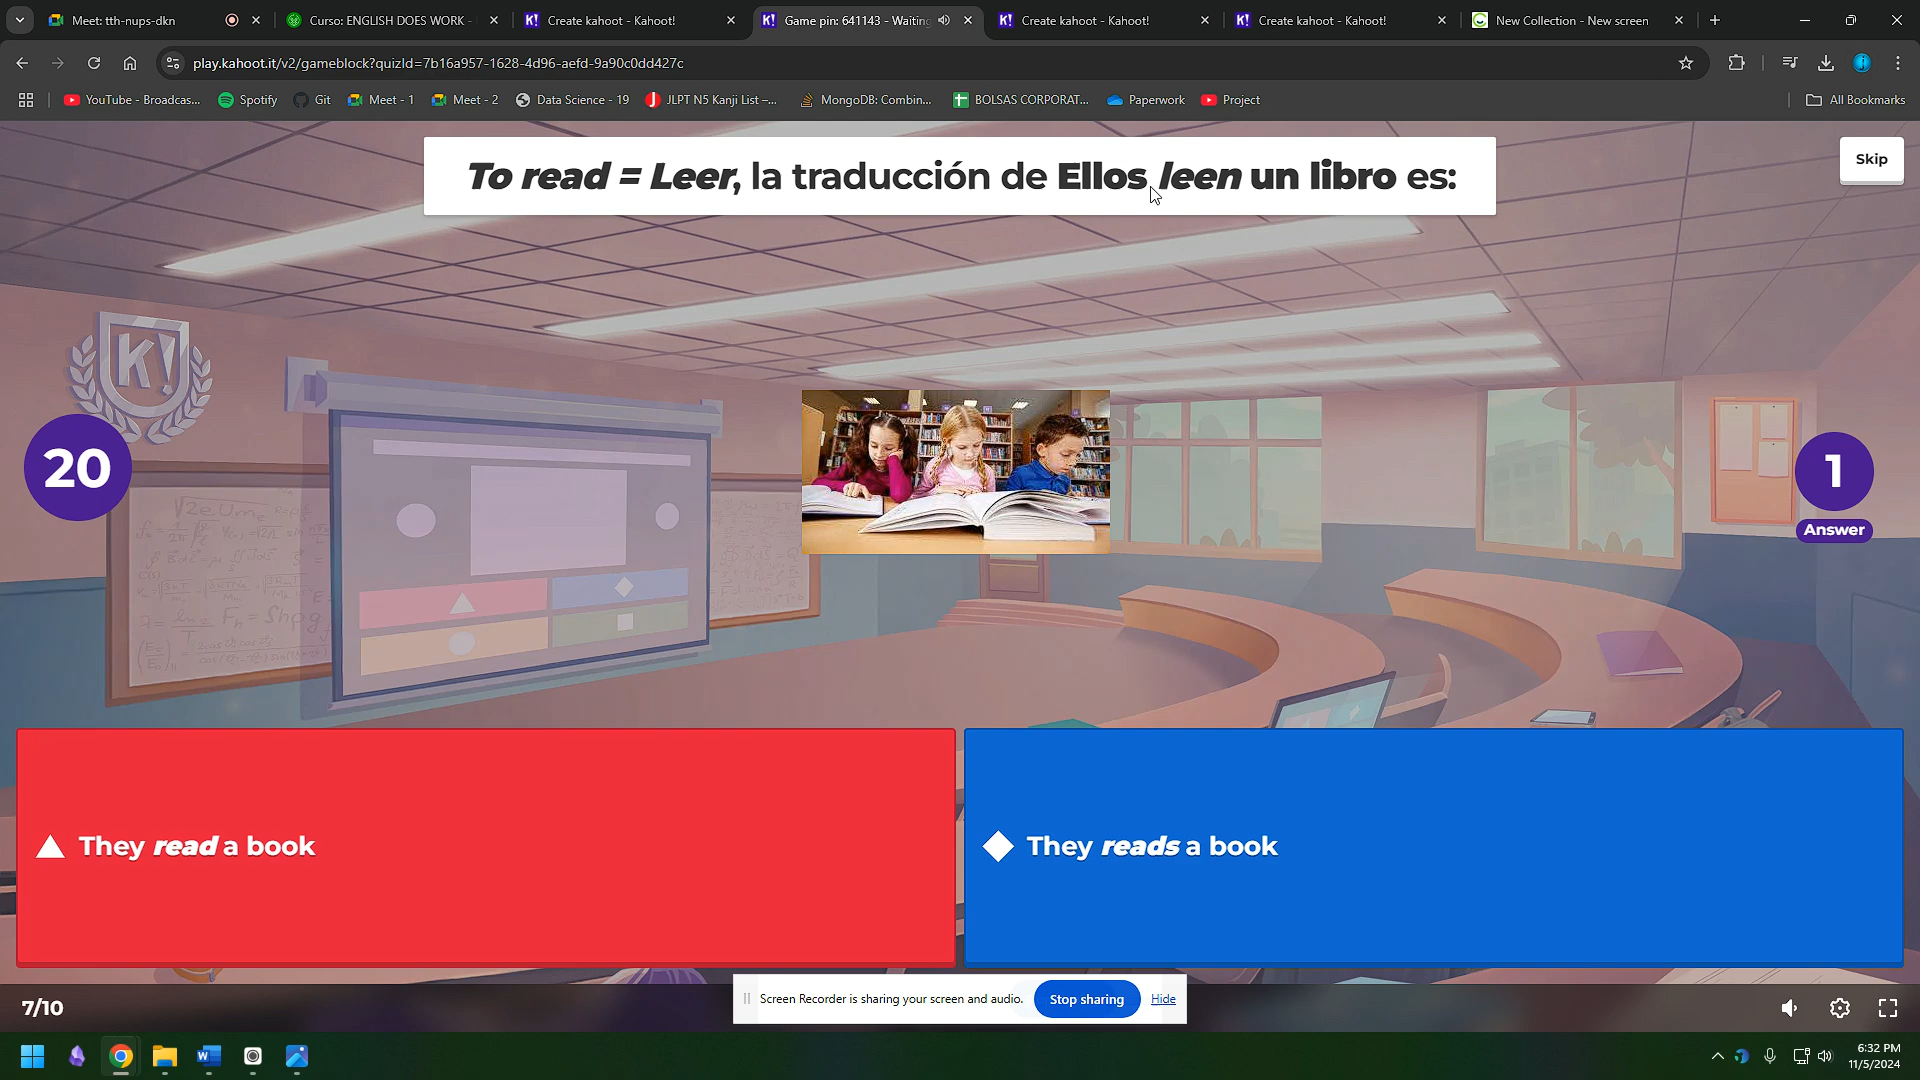 Meet: tth-nups-dkn
Curso: ENGLISH DOES WORK -
Create kahoot - Kahoot!
Game pin: 641143 - Waiting
Create kahoot - Kahoot!
Create kahoot - Kahoot!
New Collection - New screen
play.kahoot.it/v2/gameblock?quizId=7b16a957-1628-4d96-aefd-9a90c0dd427c
YouTube - Broadcas...
Spotify
Git
Meet - 1
Meet - 2
Data Science - 19
JLPT N5 Kanji List –...
MongoDB: Combin...
BOLSAS CORPORAT...
Paperwork
Project
All Bookmarks
To read = Leer, la traducción de Ellos leen un libro es:
Skip
K!
20
1
Answer
They read a book
They reads a book
7/10
Screen Recorder is sharing your screen and audio.
Stop sharing
Hide
6:32 PM
11/5/2024